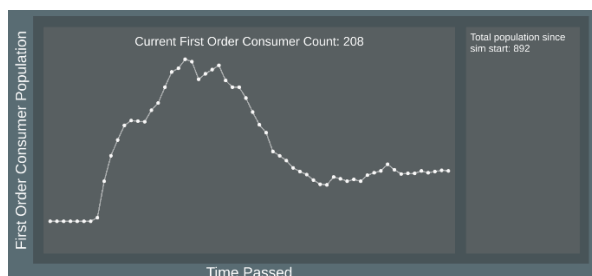 First Order Consumer Population
Current First Order Consumer Count: 208
Total population since
sim start: 892
Time Passed